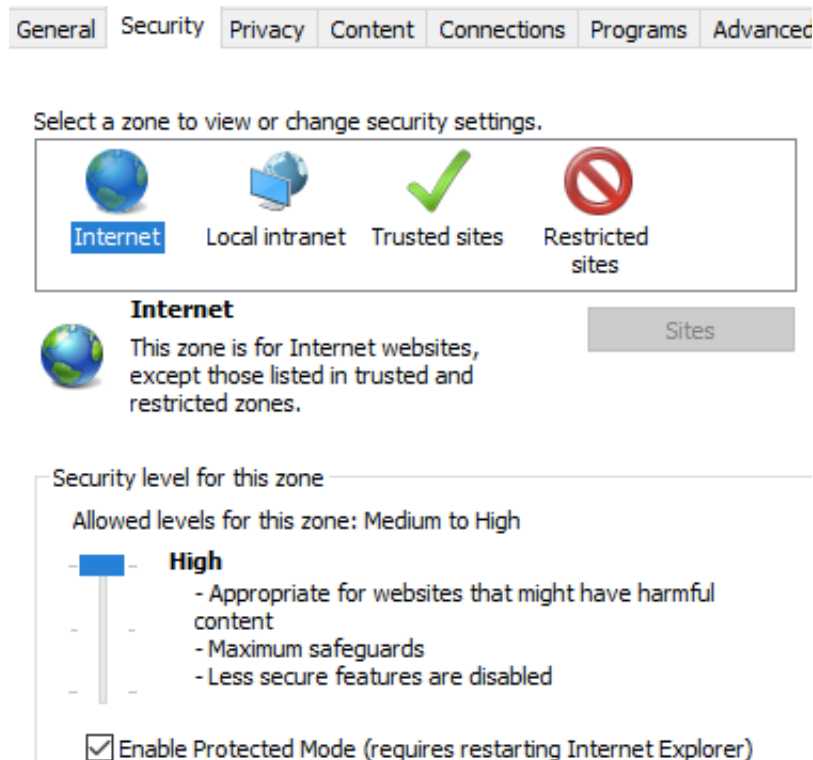 General Security Privacy Content Connections Programs Advanced
Select a zone to view or change security settings.
Internet Local intranet Trusted sites Restricted
sites
Internet
Sites
This zone is for Internet websites,
except those listed in trusted and
restricted zones.
Security level for this zone
Allowed levels for this zone: Medium to High
High
- Appropriate for websites that might have harmful
content
- Maximum safeguards
- Less secure features are disabled
Enable Protected Mode (requires restarting Internet Explorer)